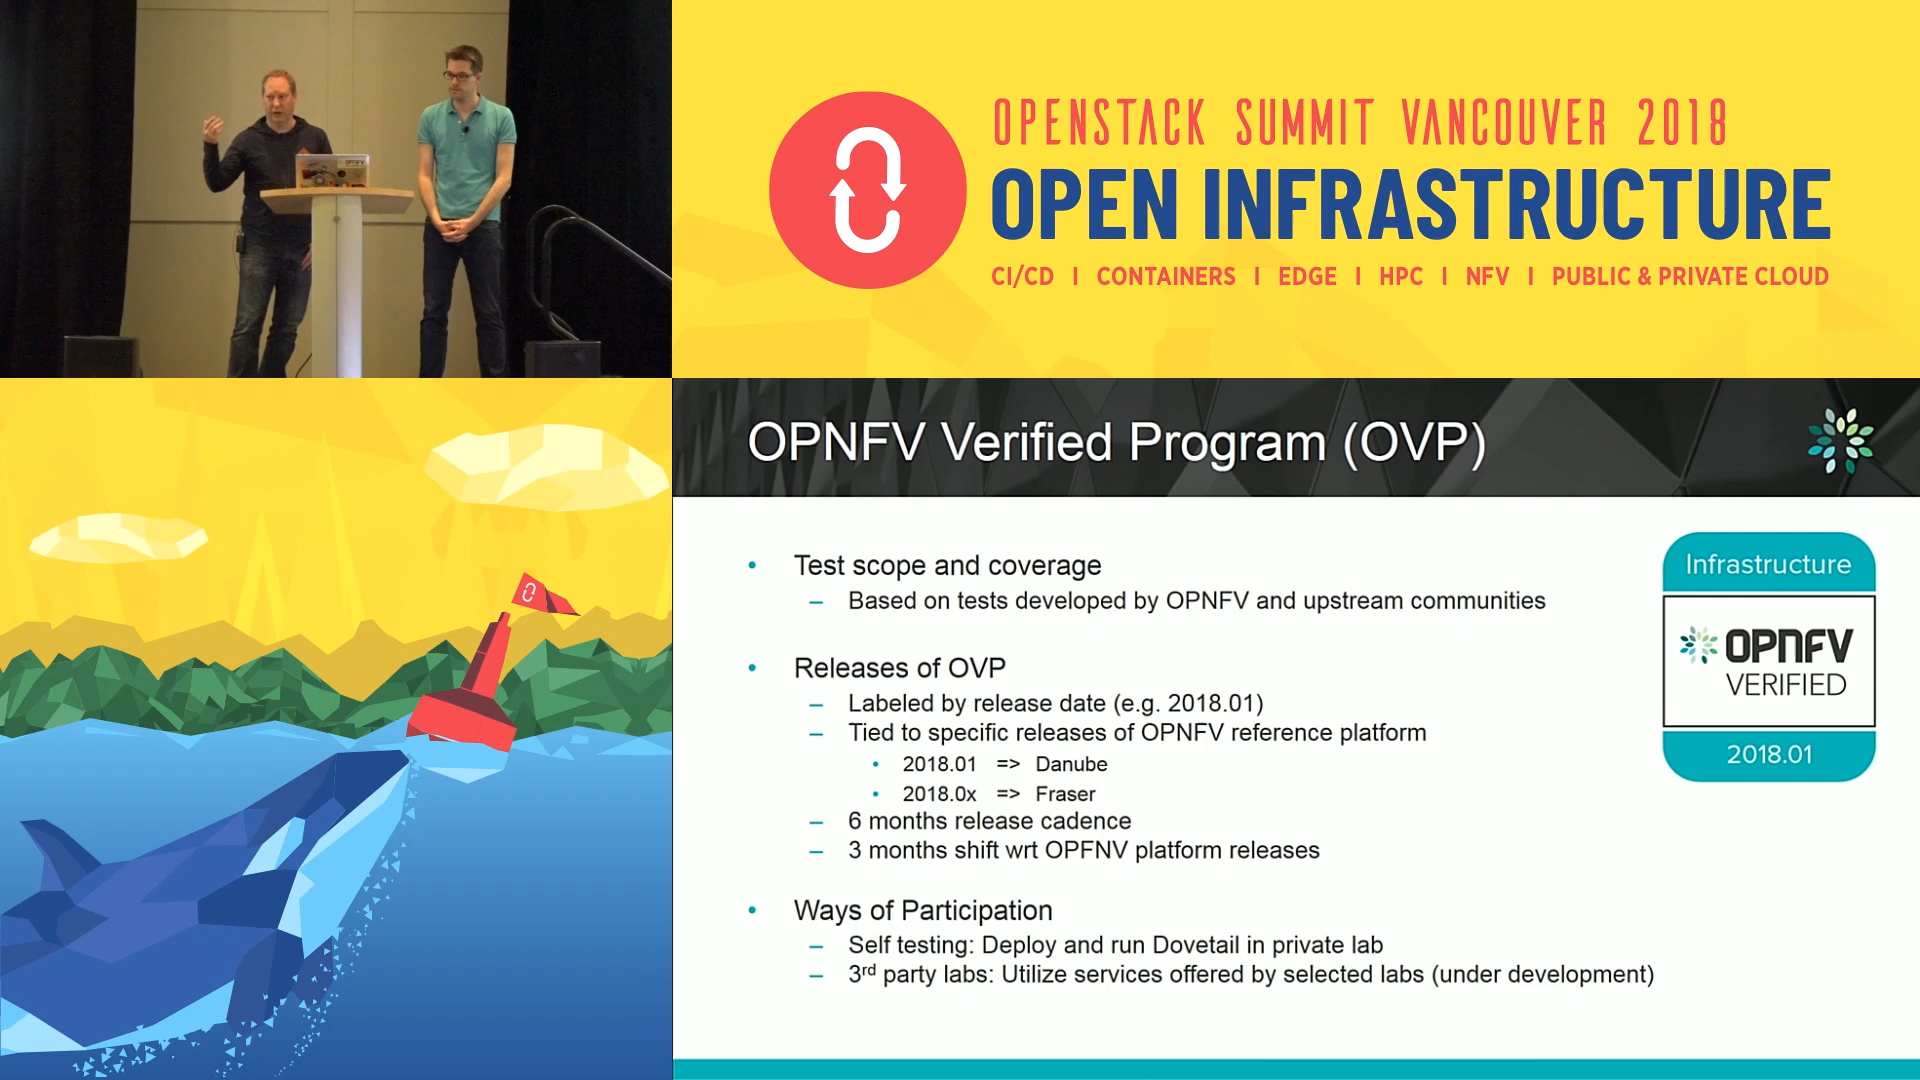 OPNFV
OPENSTACK SUMMIT VANCOUVER 2018
OPEN INFRASTRUCTURE
CI/CD | CONTAINERS | EDGE | HPC | NFV | PUBLIC & PRIVATE CLOUD
OPNFV Verified Program (OVP)
• Test scope and coverage
– Based on tests developed by OPNFV and upstream communities
• Releases of OVP
– Labeled by release date (e.g. 2018.01)
– Tied to specific releases of OPNFV reference platform
• 2018.01 => Danube
• 2018.0x => Fraser
– 6 months release cadence
– 3 months shift wrt OPFNV platform releases
• Ways of Participation
– Self testing: Deploy and run Dovetail in private lab
– 3rd party labs: Utilize services offered by selected labs (under development)
Infrastructure
OPNFV
VERIFIED
2018.01